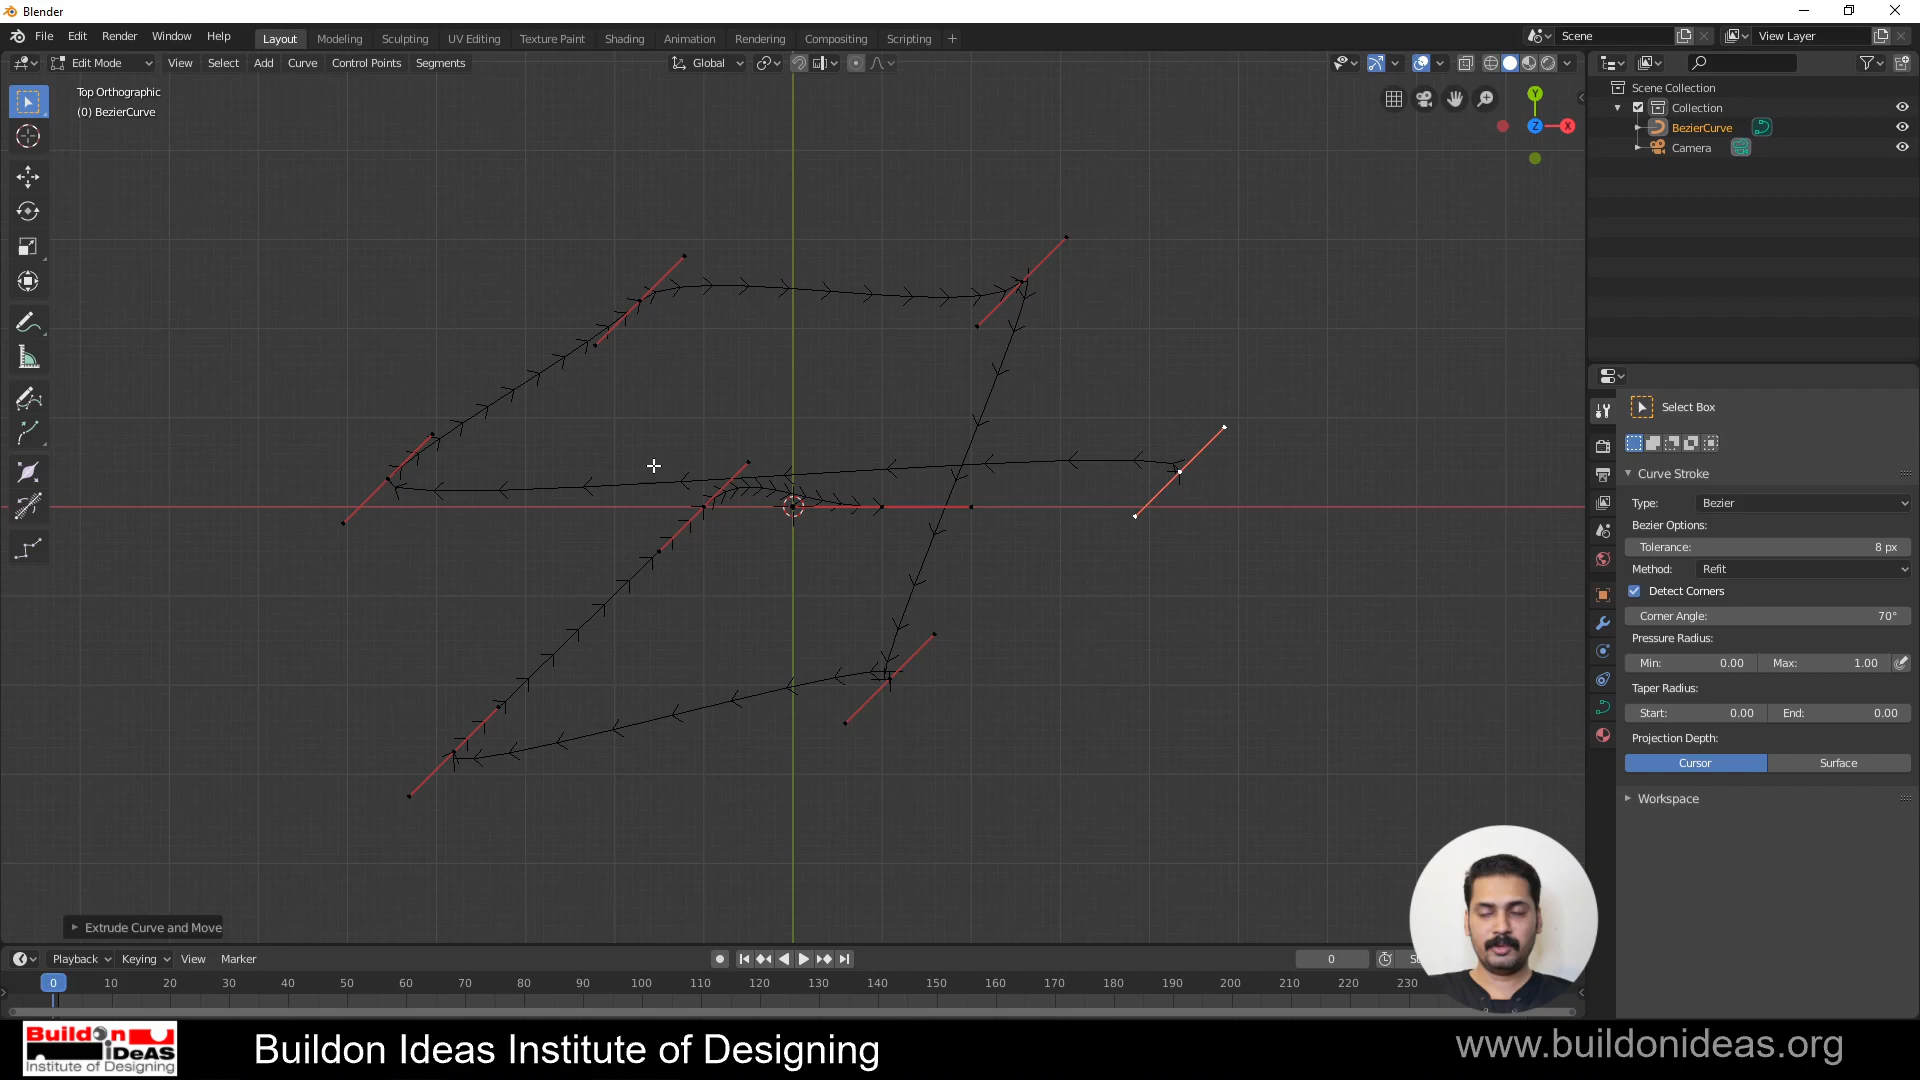 Blender
File Edit Render Window Help
Layout Modeling Sculpting UV Editing Texture Paint Shading Animation Rendering Compositing Scripting +
Scene
View Layer
Edit Mode View Select Add Curve Control Points Segments
Global
Top Orthographic
(0) BezierCurve
Y
Z X
Scene Collection
Collection
BezierCurve
Camera
Select Box
Curve Stroke
Type: Bezier
Bezier Options:
Tolerance: 8 px
Method: Refit
Detect Corners
Corner Angle: 70°
Pressure Radius:
Min: 0.00 Max: 1.00
Taper Radius:
Start: 0.00 End: 0.00
Projection Depth:
Cursor Surface
Workspace
Extrude Curve and Move
Playback Keying View Marker
0
0 10 20 30 40 50 60 70 80 90 100 110 120 130 140 150 160 170 180 190 200 210 220 230
Buildon
iDeAS
Institute of Designing
Buildon Ideas Institute of Designing
www.buildonideas.org